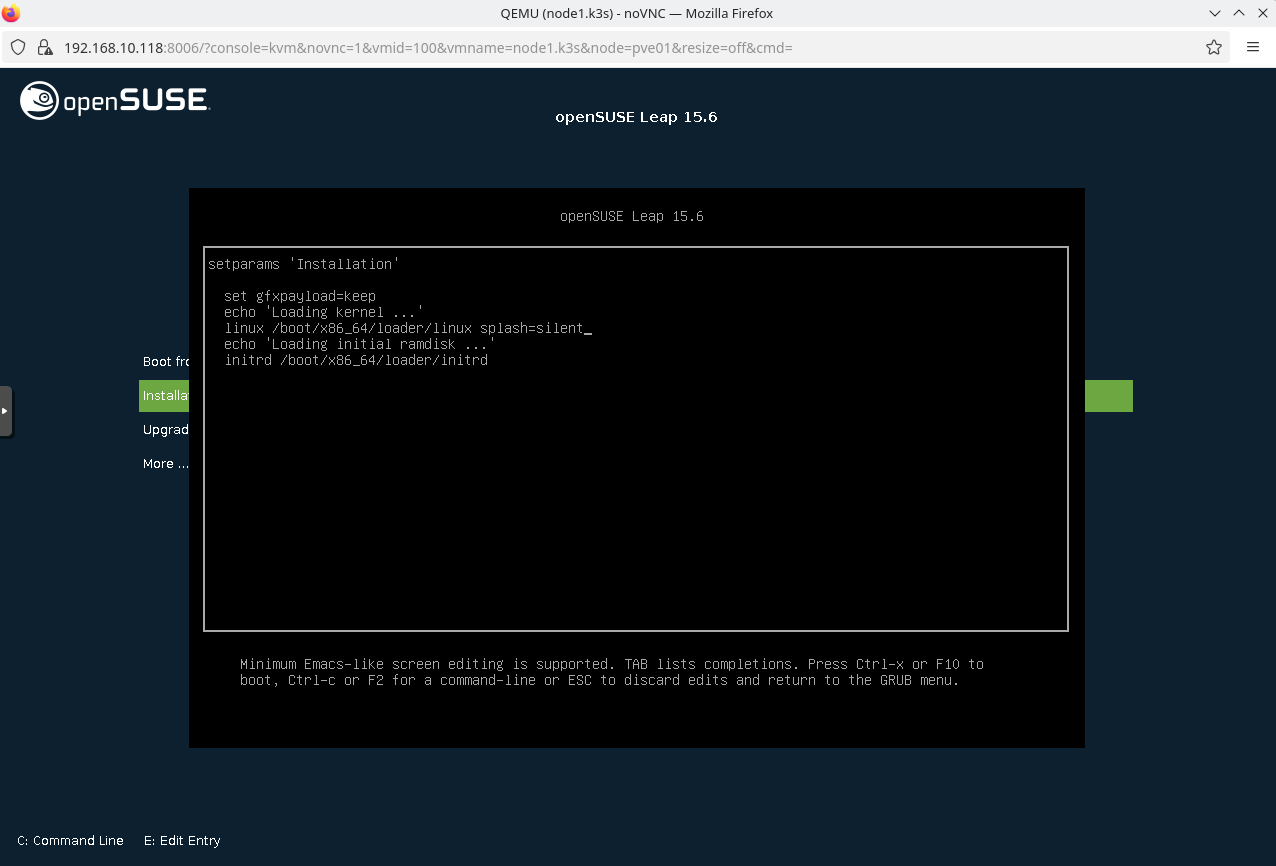 QEMU (node1.k3s) - noVNC — Mozilla Firefox
192.168.10.118:8006/?console=kvm&novnc=1&vmid=100&vmname=node1.k3s&node=pve01&resize=off&cmd=
openSUSE
openSUSE Leap 15.6
openSUSE Leap 15.6
setparams 'Installation'
set gfxpayload=keep
echo 'Loading kernel ...'
linux /boot/x86_64/loader/linux splash=silent_
echo 'Loading initial ramdisk ...'
initrd /boot/x86_64/loader/initrd
Boot fro
Installa
Upgrad
More ...
Minimum Emacs-like screen editing is supported. TAB lists completions. Press Ctrl-x or F10 to
boot, Ctrl-c or F2 for a command-line or ESC to discard edits and return to the GRUB menu.
C: Command Line E: Edit Entry